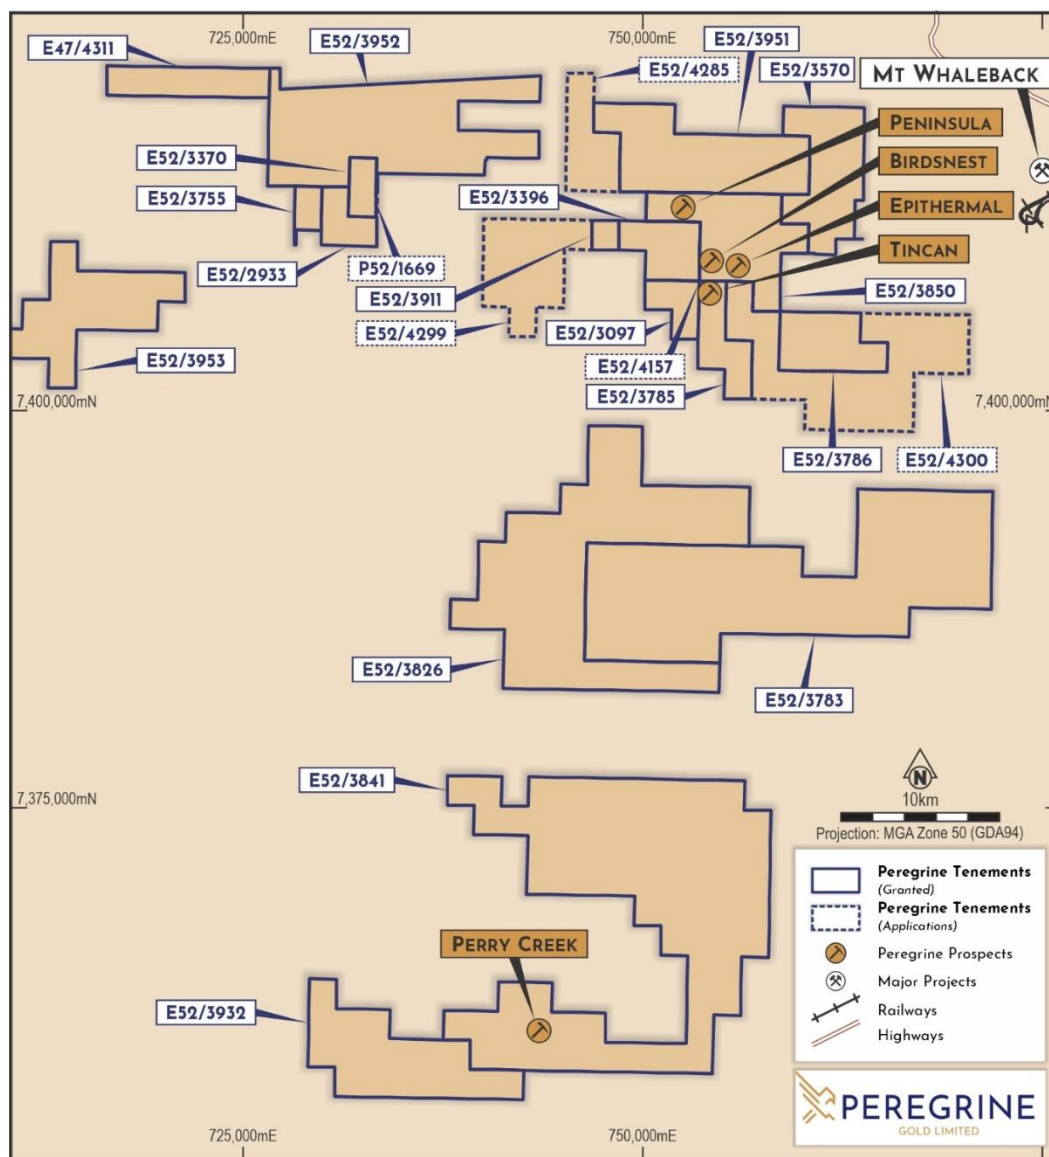 725,000mE
750,000mE
E47/4311
E52/3952
E52/3951
E52/4285
E52/3570
MT WHALEBACK
PENINSULA
E52/3370
BIRDSNEST
E52/3755
E52/3396
EPITHERMAL
TINCAN
E52/2933
P52/1669
E52/3911
E52/3850
E52/4299
E52/3097
E52/3953
E52/4157
E52/3785
7,400,000mN
7,400,000mN
E52/3786
E52/4300
E52/3826
E52/3783
E52/3841
7,375,000mN
N
10km
Projection: MGA Zone 50 (GDA94)
Peregrine Tenements
(Granted)
Peregrine Tenements
(Applications)
PERRY CREEK
Peregrine Prospects
Major Projects
E52/3932
Railways
Highways
PEREGRINE
GOLD LIMITED
725,000mE
750,000mE